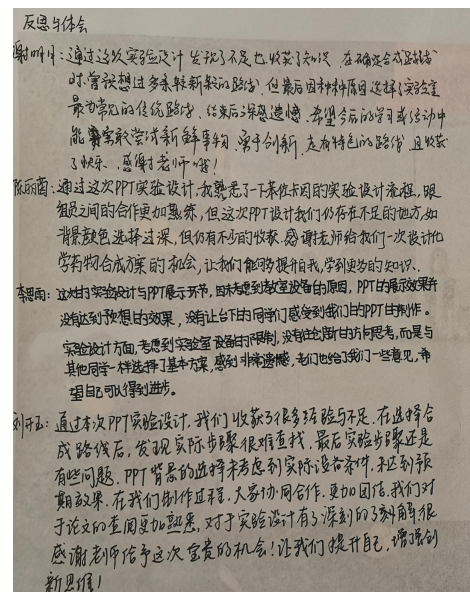 反思与体会
谢明月：通过这次实验设计发现了不足也收获了知识。在确定合成路线
时，曾设想过多条较新颖的路线，但最后因种种原因选择了实验室
最为常见的传统路线，结束后深感遗憾。希望今后的学习或活动中
能敢尝试新鲜事物，勇于创新，走有特色的路线，且收获
了快乐，感谢老师哦！
陈丽茵：通过这次PPT实验设计，我熟悉了下苯佐卡因的实验设计流程，跟
组员之间的合作更加熟练，但这次PPT设计我们仍存在不足的地方，如
背景颜色选择过深，但仍有不少的收获。感谢老师给我们一次设计化
学药物合成方案的机会，让我们能够提升自我，学到更多的知识。
李思雨：这次的实验设计与PPT展示环节，因未考虑到教室设备的原因，PPT的展示效果并
没有达到预想的效果，没有让台下的同学们感受到我们上的PPT的制作。
实验设计方面，考虑到实验室设备的限制，没有往创新的方向思考，而是与
其他同学一样选择了基本方案，感到非常遗憾，老师们也给了我们一些意见，希
望自己可以得到进步。
刘子玉：通过本次PPT实验设计，我们收获了很多经验与不足。在选择合
成路线后，发现实际步骤很难查找，最后实验步骤还是
有些问题。PPT背景的选择未考虑到实际设备条件，未达到预
期效果。在我们制作过程，大家协同合作，更加团结。我们对
于论文的查阅更加熟悉，对于实验设计有了深刻的了刻解。很
感谢老师给予这次宝贵的机会！让我们提升自己，增强创
新思维！